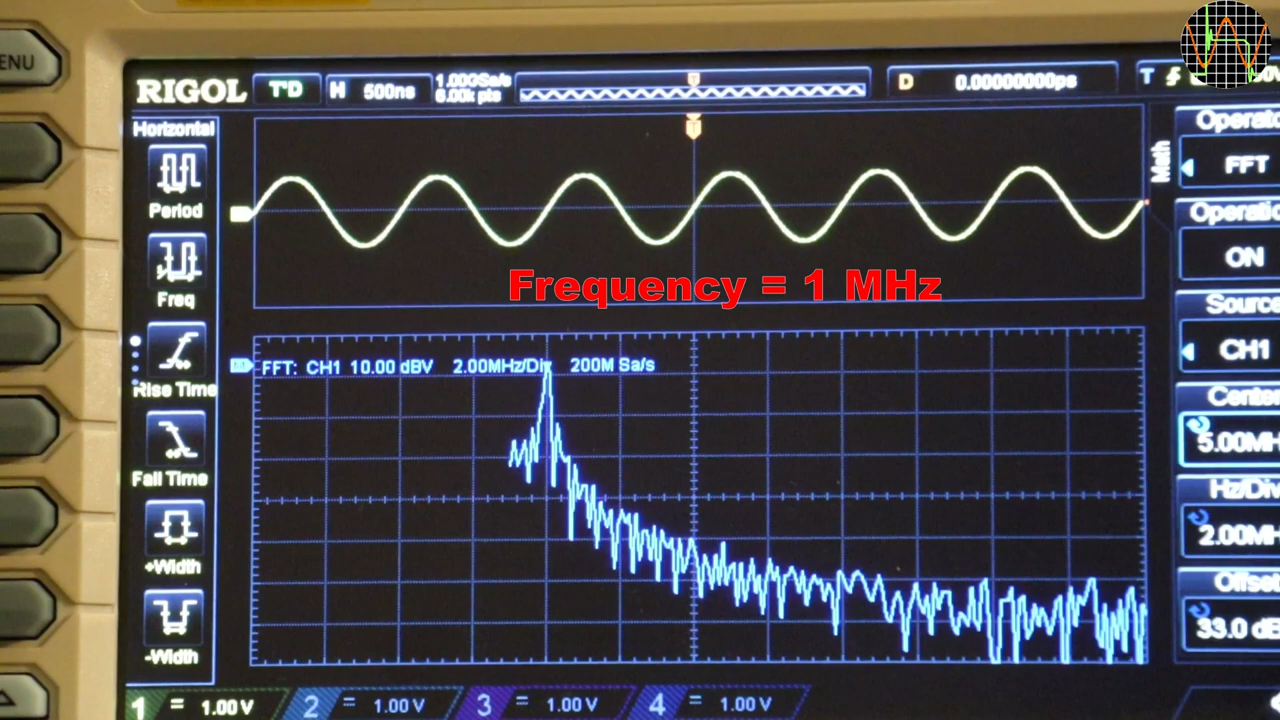 RIGOL T'D H 500ns 1.00GSa/s 6.00k pts D 0.00000000ps T
ENU
Horizontal
Period
Freq
Rise Time
Fall Time
+Width
-Width
Frequency = 1 MHz
FFT: CH1 10.00 dBV 2.00MHz/Div 200M Sa/s
Math
Operato
FFT
Operatio
ON
Source
CH1
Center
5.00MH
Hz/Div
2.00MH
Offset
33.0 dB
1 = 1.00 V 2 = 1.00 V 3 = 1.00 V 4 = 1.00 V